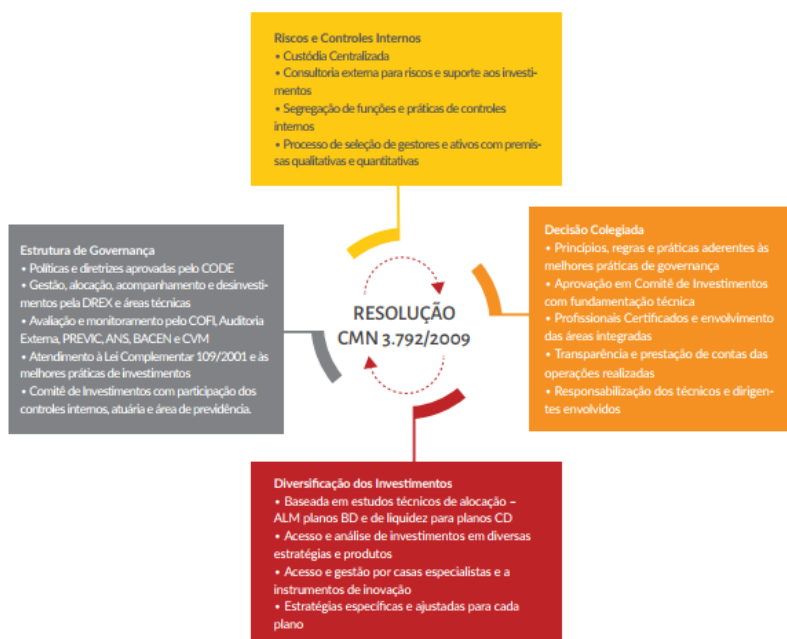 Riscos e Controles Internos
• Custódia Centralizada
• Consultoria externa para riscos e suporte aos investi-
mentos
• Segregação de funções e práticas de controles
internos
• Processo de seleção de gestores e ativos com premis-
sas qualitativas e quantitativas
Estrutura de Governança
• Políticas e diretrizes aprovadas pelo CODE
• Gestão, alocação, acompanhamento e desinvesti-
mentos pela DREX e áreas técnicas
• Avaliação e monitoramento pelo COFI, Auditoria
Externa, PREVIC, ANS, BACEN e CVM
• Atendimento à Lei Complementar 109/2001 e às
melhores práticas de investimentos
• Comitê de Investimentos com participação dos
controles internos, atuária e área de previdência.
RESOLUÇÃO
CMN 3.792/2009
Decisão Colegiada
• Princípios, regras e práticas aderentes às
melhores práticas de governança
• Aprovação em Comitê de Investimentos
com fundamentação técnica
• Profissionais Certificados e envolvimento
das áreas integradas
• Transparência e prestação de contas das
operações realizadas
• Responsabilização dos técnicos e dirigen-
tes envolvidos
Diversificação dos Investimentos
• Baseada em estudos técnicos de alocação –
ALM planos BD e de liquidez para planos CD
• Acesso e análise de investimentos em diversas
estratégias e produtos
• Acesso e gestão por casas especialistas e a
instrumentos de inovação
• Estratégias específicas e ajustadas para cada
plano